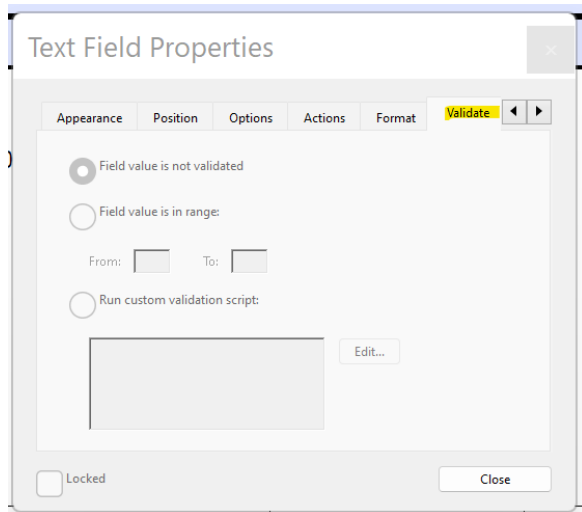 Text Field Properties
Appearance Position Options Actions Format Validate
Field value is not validated
Field value is in range:
From: To:
Run custom validation script:
Edit...
Locked
Close